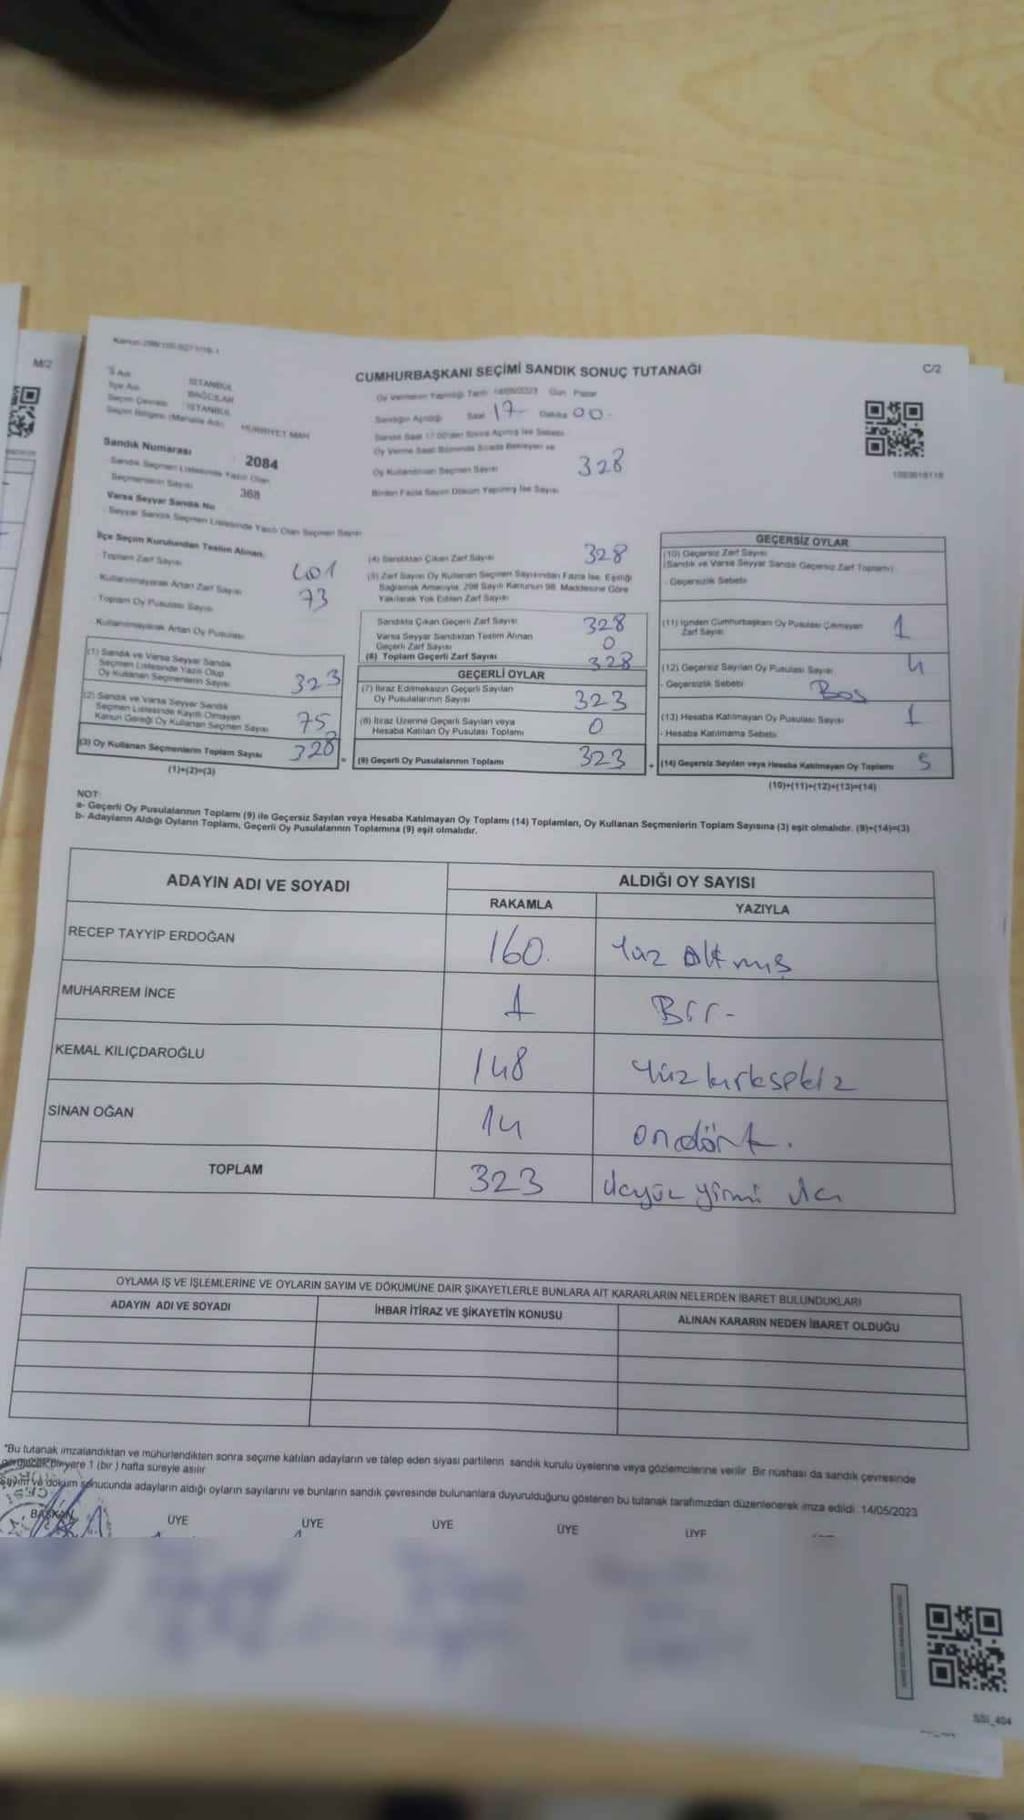 M/2
C/2
CUMHURBAŞKANI SEÇİMİ SANDIK SONUÇ TUTANAĞI
İl Adı İSTANBUL
İlçe Adı BAĞCILAR
Seçim Çevresi İSTANBUL
Seçim Bölgesi (Mahalle Adı) HÜRRİYET MAH
Sandık Numarası 2084
Sandık Seçmen Listesinde Yazılı Olan
Seçmenlerin Sayısı 368
Varsa Seyyar Sandık No
Seyyar Sandık Seçmen Listesinde Yazılı Olan Seçmen Sayısı
Oy Vermenin Yapıldığı Tarih 14/05/2023 Gün Pazar
Sandığın Açıldığı Saat 17 Dakika 00
Oy Kullandıran Seçmen Sayısı 328
Birden Fazla Sayım Döküm Yapılmış İse Sayısı
İlçe Seçim Kurulundan Teslim Alınan
Toplam Zarf Sayısı 401
Kullanılmayarak Artan Zarf Sayısı 73
Toplam Oy Pusulası Sayısı
Kullanılmayarak Artan Oy Pusulası
(1) Sandık ve Varsa Seyyar Sandık
Seçmen Listesinde Yazılı Olup
Oy Kullanan Seçmenlerin Sayısı 323
(2) Sandık ve Varsa Seyyar Sandık
Seçmen Listesinde Kayıtlı Olmayan
Kanun Gereği Oy Kullanan Seçmen Sayısı
(3) Oy Kullanan Seçmenlerin Toplam Sayısı 328
(1)+(2)=(3)
(4) Sandıktan Çıkan Zarf Sayısı 328
(5) Zarf Sayısı Oy Kullanan Seçmen Sayısından Fazla İse, Eşitliği
Sağlamak Amacıyla, 298 Sayılı Kanunun 98. Maddesine Göre
Yakılarak Yok Edilen Zarf Sayısı
Sandıkta Çıkan Geçerli Zarf Sayısı 328
Varsa Seyyar Sandıktan Teslim Alınan
Geçerli Zarf Sayısı 0
(6) Toplam Geçerli Zarf Sayısı 328
GEÇERLİ OYLAR
(7) İtiraz Edilmeksizin Geçerli Sayılan
Oy Pusulalarının Sayısı 323
(8) İtiraz Üzerine Geçerli Sayılan veya
Hesaba Katılan Oy Pusulası Toplamı 0
(9) Geçerli Oy Pusulalarının Toplamı 323
GEÇERSİZ OYLAR
(10) Geçersiz Zarf Sayısı
(Sandık ve Varsa Seyyar Sandık Geçersiz Zarf Toplamı)
- Geçersizlik Sebebi
(11) İçinden Cumhurbaşkanı Oy Pusulası Çıkmayan
Zarf Sayısı 1
(12) Geçersiz Sayılan Oy Pusulası Sayısı 4
- Geçersizlik Sebebi Boş
(13) Hesaba Katılmayan Oy Pusulası Sayısı 1
- Hesaba Katılmama Sebebi
(14) Geçersiz Sayılan veya Hesaba Katılmayan Oy Toplamı 5
(10)+(11)+(12)+(13)=(14)
NOT:
a- Geçerli Oy Pusulalarının Toplamı (9) ile Geçersiz Sayılan veya Hesaba Katılmayan Oy Toplamı (14) Toplamları, Oy Kullanan Seçmenlerin Toplam Sayısına (3) eşit olmalıdır. (9)+(14)=(3)
b- Adayların Aldığı Oyların Toplamı, Geçerli Oy Pusulalarının Toplamına (9) eşit olmalıdır.
ADAYIN ADI VE SOYADI ALDIĞI OY SAYISI
RAKAMLA YAZIYLA
RECEP TAYYIP ERDOĞAN 160. Yüz Altmış
MUHARREM İNCE 1 Bir-
KEMAL KILIÇDAROĞLU 148 Yüz kırksekiz
SİNAN OĞAN 14 ondört.
TOPLAM 323 üçyüz yirmi üç
OYLAMA İŞ VE İŞLEMLERİNE VE OYLARIN SAYIM VE DÖKÜMÜNE DAİR ŞİKAYETLERLE BUNLARA AİT KARARLARIN NELERDEN İBARET BULUNDUKLARI
ADAYIN ADI VE SOYADI İHBAR İTİRAZ VE ŞİKAYETİN KONUSU ALINAN KARARIN NEDEN İBARET OLDUĞU
*Bu tutanak imzalandıktan ve mühürlendikten sonra seçime katılan adayların ve talep eden siyasi partilerin sandık kurulu üyelerine veya gözlemcilerine verilir. Bir nüshası da sandık çevresinde
bir yere 1 (bir) hafta süreyle asılır
Sayım ve döküm sonucunda adayların aldığı oyların sayılarını ve bunların sandık çevresinde bulunanlara duyurulduğunu gösteren bu tutanak tarafımızdan düzenlenerek imza edildi. 14/05/2023
BAŞKAN ÜYE ÜYE ÜYE ÜYE ÜYE